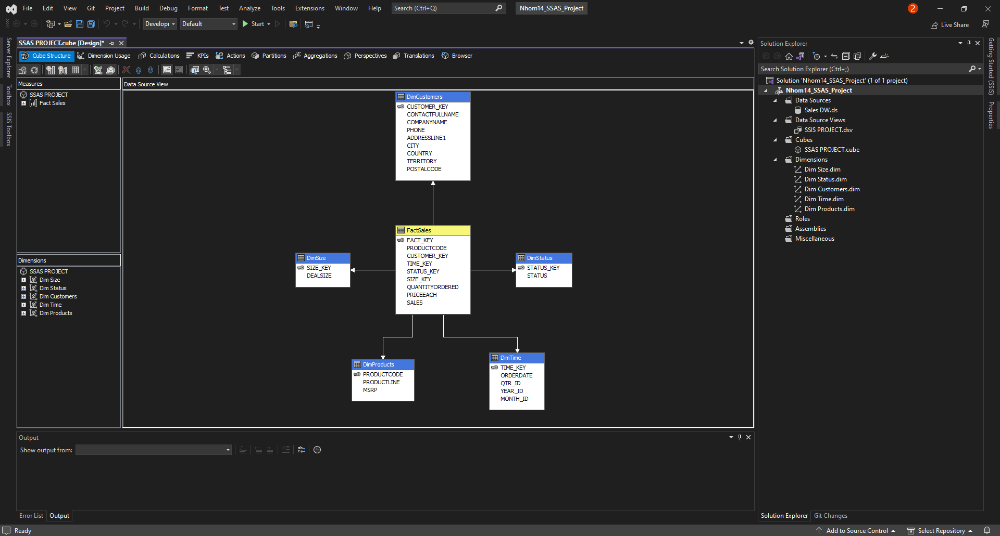 File Edit View Git Project Build Debug Format Test Analyze Tools Extensions Window Help Search (Ctrl+Q) Nhom14_SSAS_Project 2
Developı Default Start Live Share
SSAS PROJECT.cube [Design]*
Cube Structure Dimension Usage Calculations KPIs Actions Partitions Aggregations Perspectives Translations Browser
Server Explorer
Toolbox
SSIS Toolbox
Measures
SSAS PROJECT
Fact Sales
Dimensions
SSAS PROJECT
Dim Size
Dim Status
Dim Customers
Dim Time
Dim Products
Data Source View
DimCustomers
CUSTOMER_KEY
CONTACTFULLNAME
COMPANYNAME
PHONE
ADDRESSLINE1
CITY
COUNTRY
TERRITORY
POSTALCODE
FactSales
FACT_KEY
PRODUCTCODE
CUSTOMER_KEY
TIME_KEY
STATUS_KEY
SIZE_KEY
QUANTITYORDERED
PRICEEACH
SALES
DimSize
SIZE_KEY
DEALSIZE
DimStatus
STATUS_KEY
STATUS
DimProducts
PRODUCTCODE
PRODUCTLINE
MSRP
DimTime
TIME_KEY
ORDERDATE
QTR_ID
YEAR_ID
MONTH_ID
Output
Show output from:
Error List Output
Solution Explorer
Search Solution Explorer (Ctrl+;)
Solution 'Nhom14_SSAS_Project' (1 of 1 project)
Nhom14_SSAS_Project
Data Sources
Sales DW.ds
Data Source Views
SSIS PROJECT.dsv
Cubes
SSAS PROJECT.cube
Dimensions
Dim Size.dim
Dim Status.dim
Dim Customers.dim
Dim Time.dim
Dim Products.dim
Roles
Assemblies
Miscellaneous
Solution Explorer Git Changes
Getting Started (SSIS)
Properties
Ready Add to Source Control Select Repository